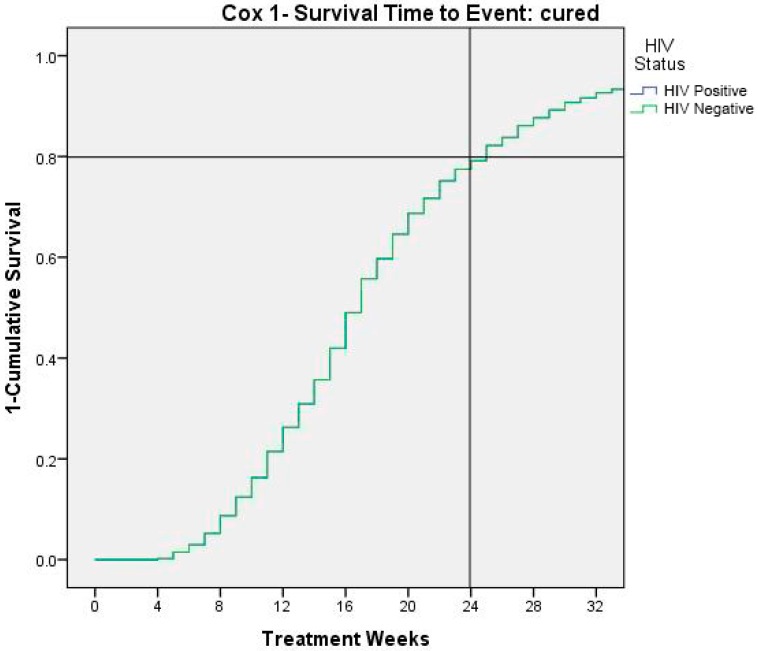 Cox 1- Survival Time to Event: cured
HIV
Status
HIV Positive
HIV Negative
1-Cumulative Survival
1.0
0.8
0.6
0.4
0.2
0.0
0 4 8 12 16 20 24 28 32
Treatment Weeks